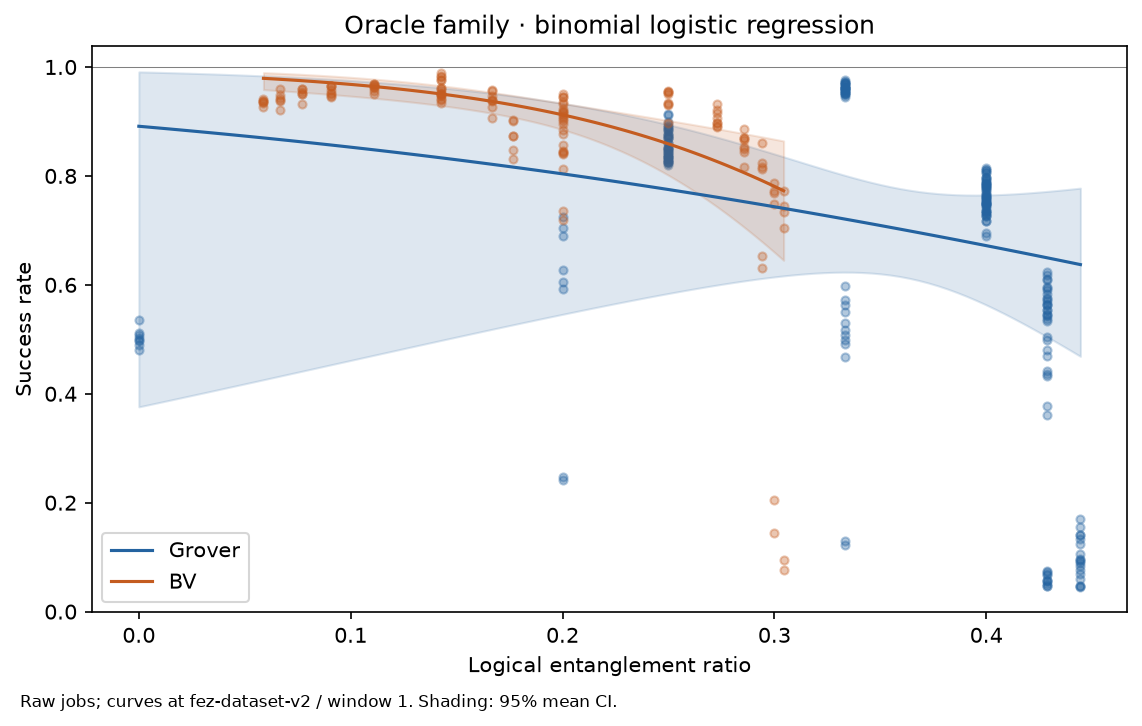 Oracle family · binomial logistic regression
Success rate
1.0
0.8
0.6
0.4
0.2
0.0
Grover
BV
0.0 0.1 0.2 0.3 0.4
Logical entanglement ratio
Raw jobs; curves at fez-dataset-v2 / window 1. Shading: 95% mean CI.